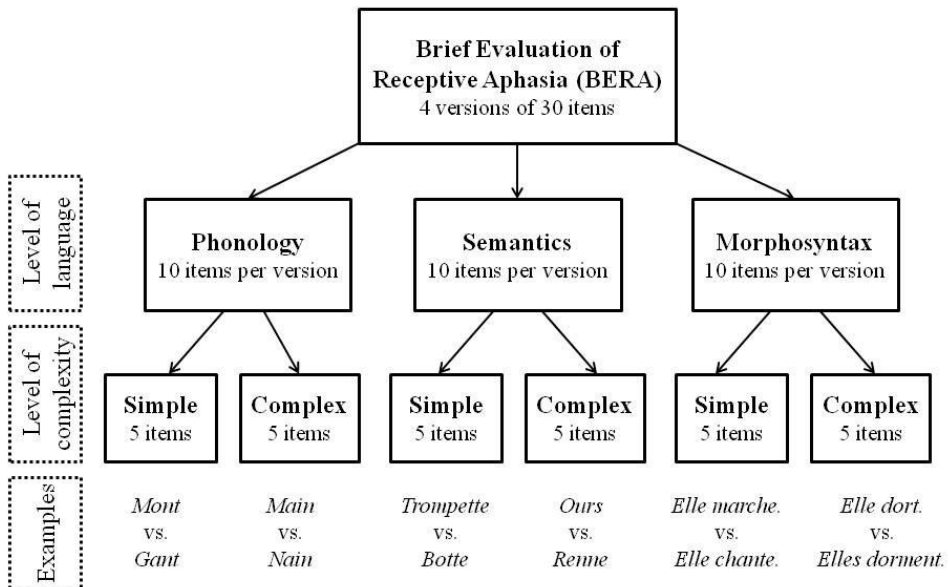 Brief Evaluation of
Receptive Aphasia (BERA)
4 versions of 30 items
Level of
language
Phonology
10 items per version
Semantics
10 items per version
Morphosyntax
10 items per version
Level of
complexity
Simple
5 items
Complex
5 items
Simple
5 items
Complex
5 items
Simple
5 items
Complex
5 items
Examples
Mont
vs.
Gant
Main
vs.
Nain
Trompette
vs.
Botte
Ours
vs.
Renne
Elle marche.
vs.
Elle chante.
Elle dort.
vs.
Elles dorment.